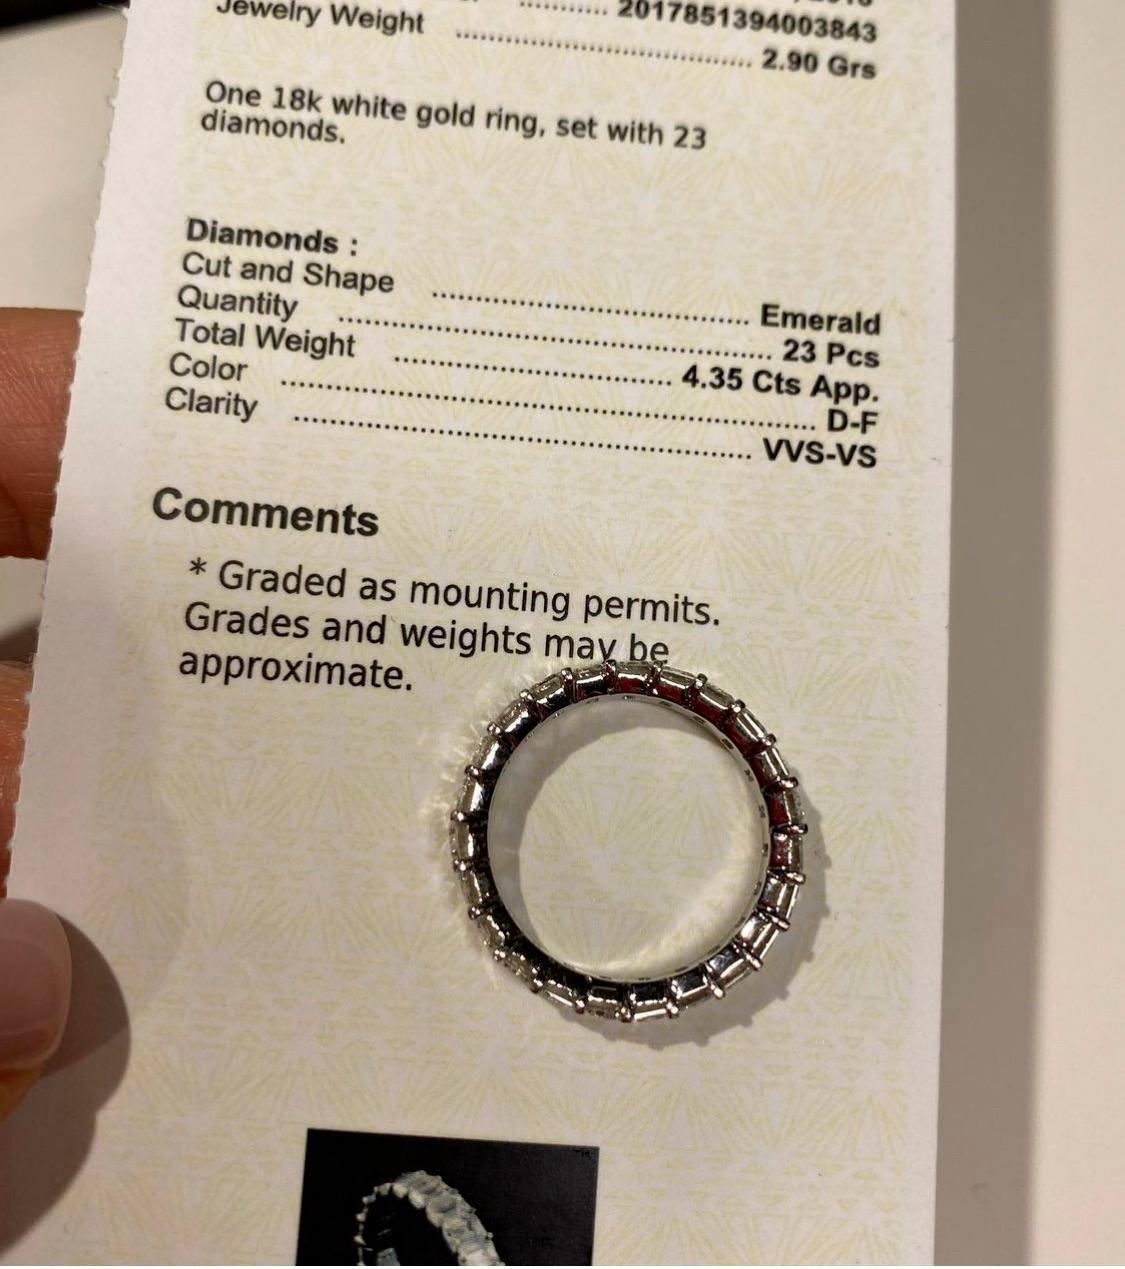 2017851394003843
Jewelry Weight ........................................ 2.90 Grs
One 18k white gold ring, set with 23
diamonds.
Diamonds :
Cut and Shape ........................................ Emerald
Quantity ........................................ 23 Pcs
Total Weight ........................................ 4.35 Cts App.
Color ........................................ D-F
Clarity ........................................ VVS-VS
Comments
* Graded as mounting permits.
Grades and weights may be
approximate.